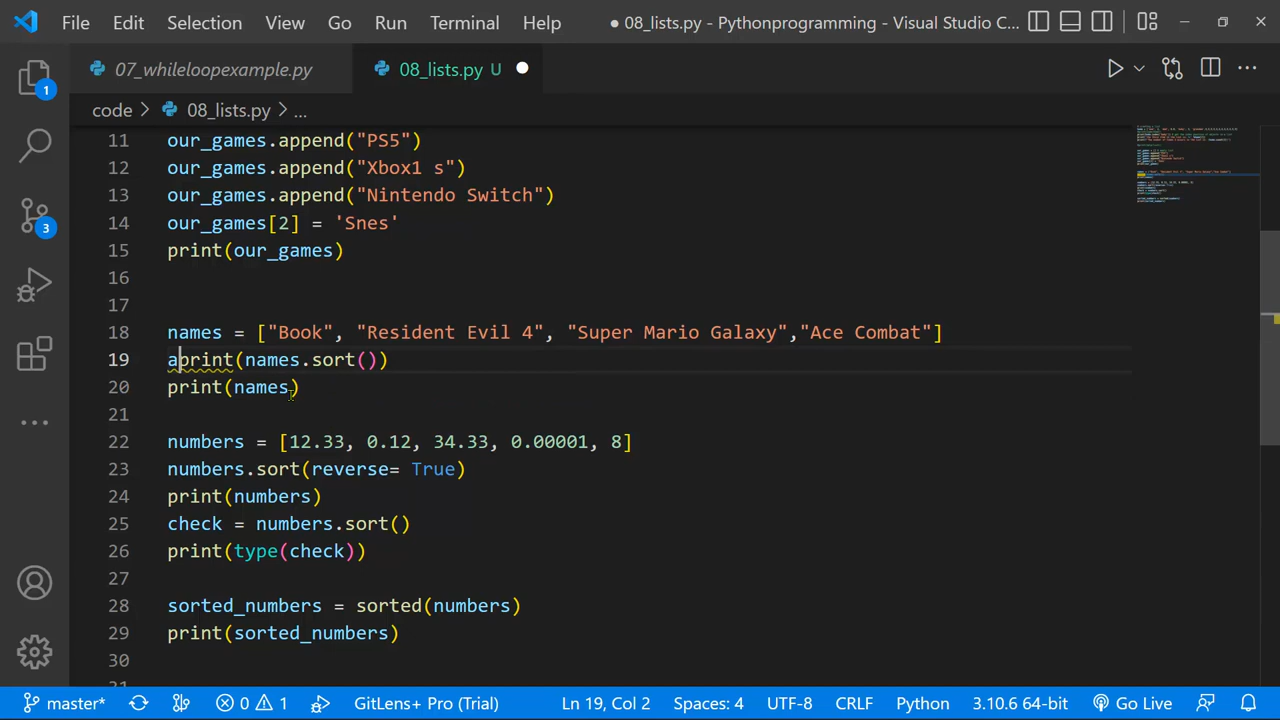 File Edit Selection View Go Run Terminal Help ● 08_lists.py - Pythonprogramming - Visual Studio C...
07_whileloopexample.py 08_lists.py U
code > 08_lists.py > ...
11 our_games.append("PS5")
12 our_games.append("Xbox1 s")
13 our_games.append("Nintendo Switch")
14 our_games[2] = 'Snes'
15 print(our_games)
16
17
18 names = ["Book", "Resident Evil 4", "Super Mario Galaxy","Ace Combat"]
19 aprint(names.sort())
20 print(names)
21
22 numbers = [12.33, 0.12, 34.33, 0.00001, 8]
23 numbers.sort(reverse= True)
24 print(numbers)
25 check = numbers.sort()
26 print(type(check))
27
28 sorted_numbers = sorted(numbers)
29 print(sorted_numbers)
30
1
3
master* 0 1 GitLens+ Pro (Trial) Ln 19, Col 2 Spaces: 4 UTF-8 CRLF Python 3.10.6 64-bit Go Live